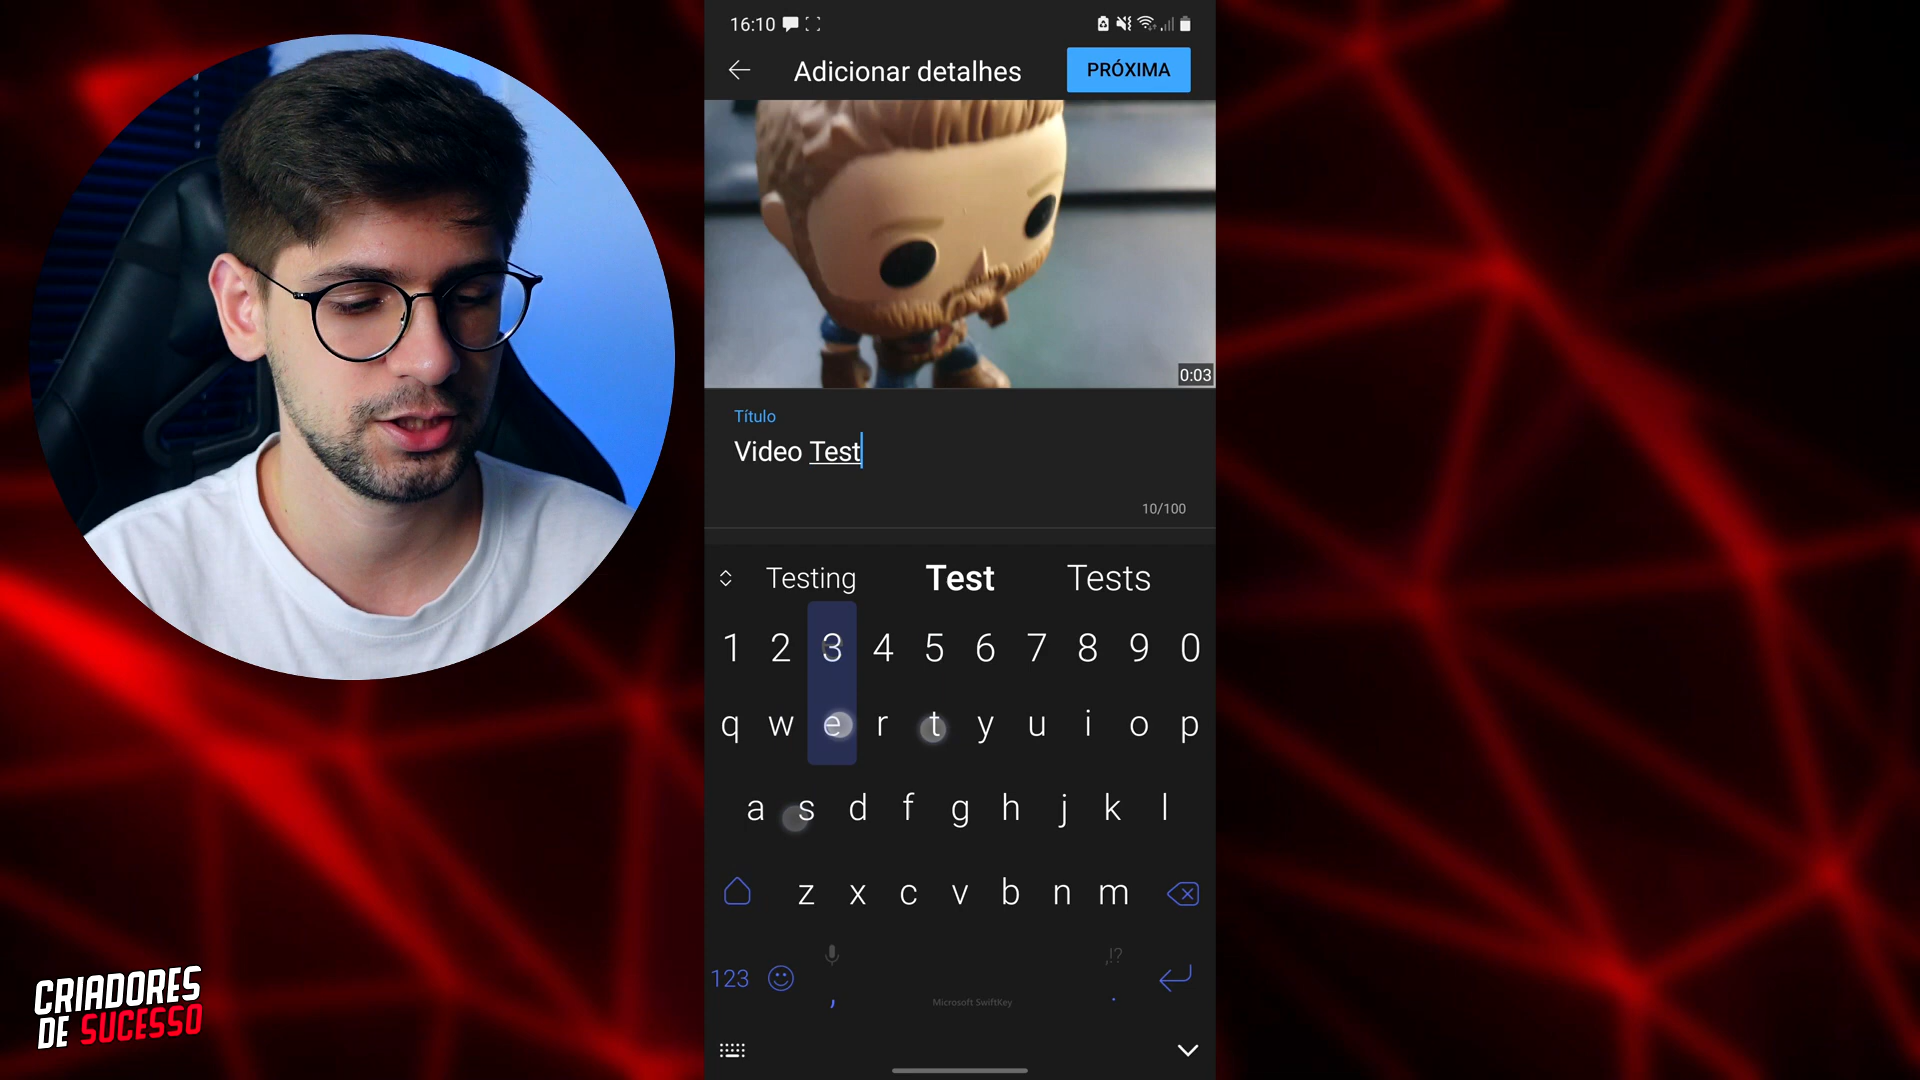 16:10
Adicionar detalhes
PRÓXIMA
0:03
Título
Video Test
10/100
Testing Test Tests
1 2 3 4 5 6 7 8 9 0
q w e r t y u i o p
a s d f g h j k l
z x c v b n m
,!?
123 , Microsoft SwiftKey .
CRIADORES
DE SUCESSO